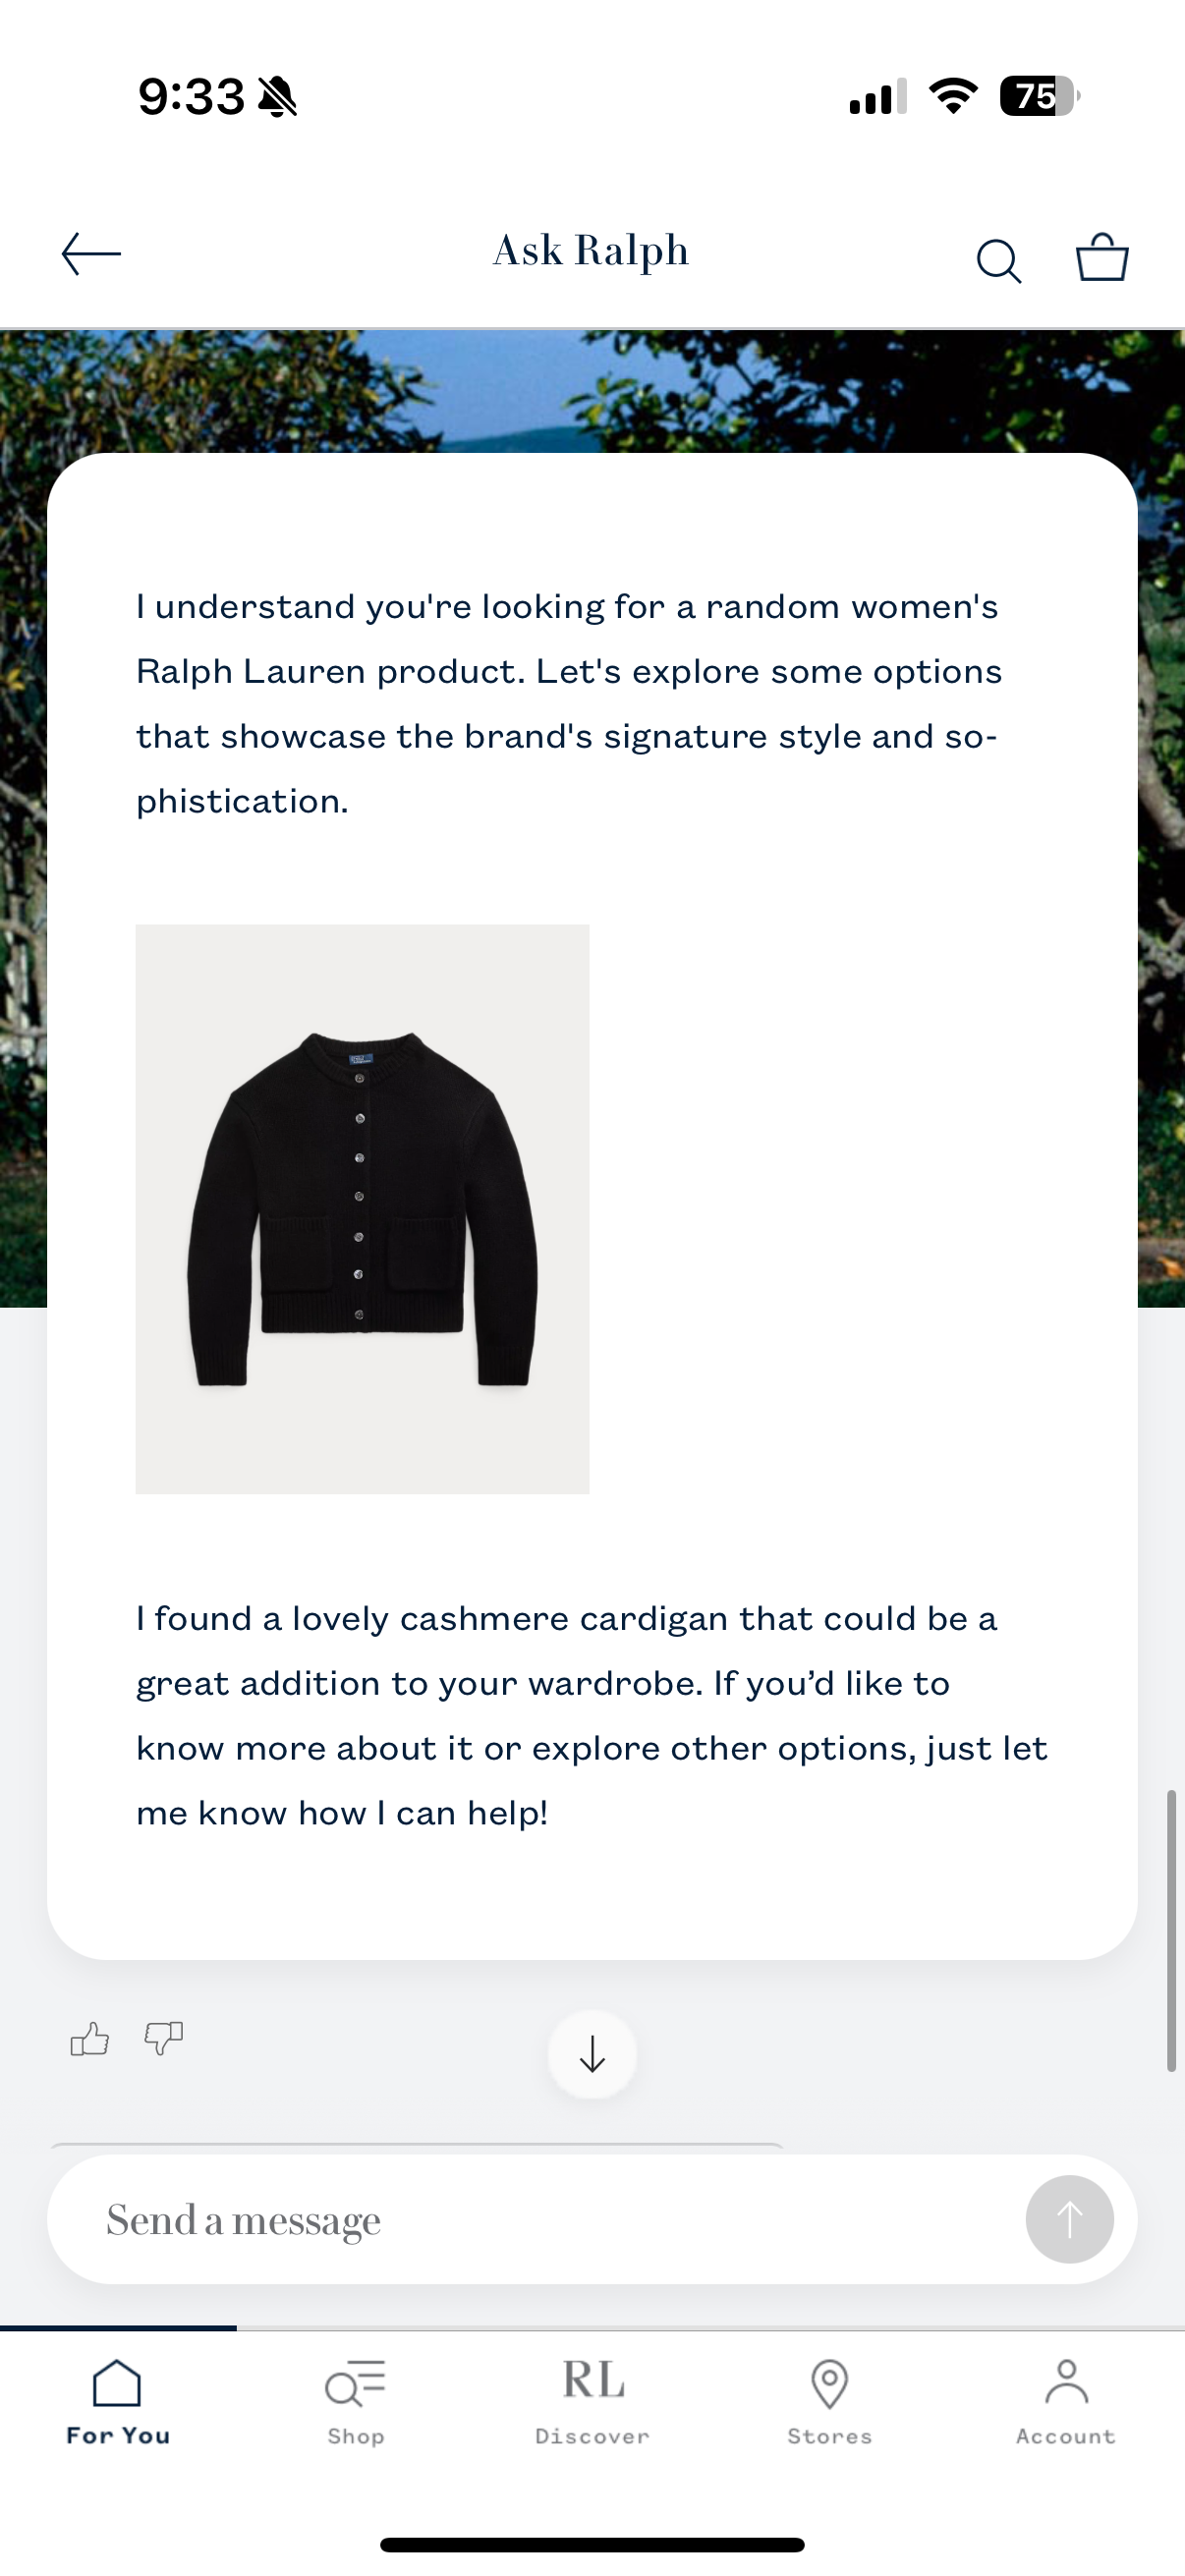 9:33
75
Ask Ralph
I understand you're looking for a random women's
Ralph Lauren product. Let's explore some options
that showcase the brand's signature style and so-
phistication.
I found a lovely cashmere cardigan that could be a
great addition to your wardrobe. If you’d like to
know more about it or explore other options, just let
me know how I can help!
Send a message
For You
Shop
RL
Discover
Stores
Account